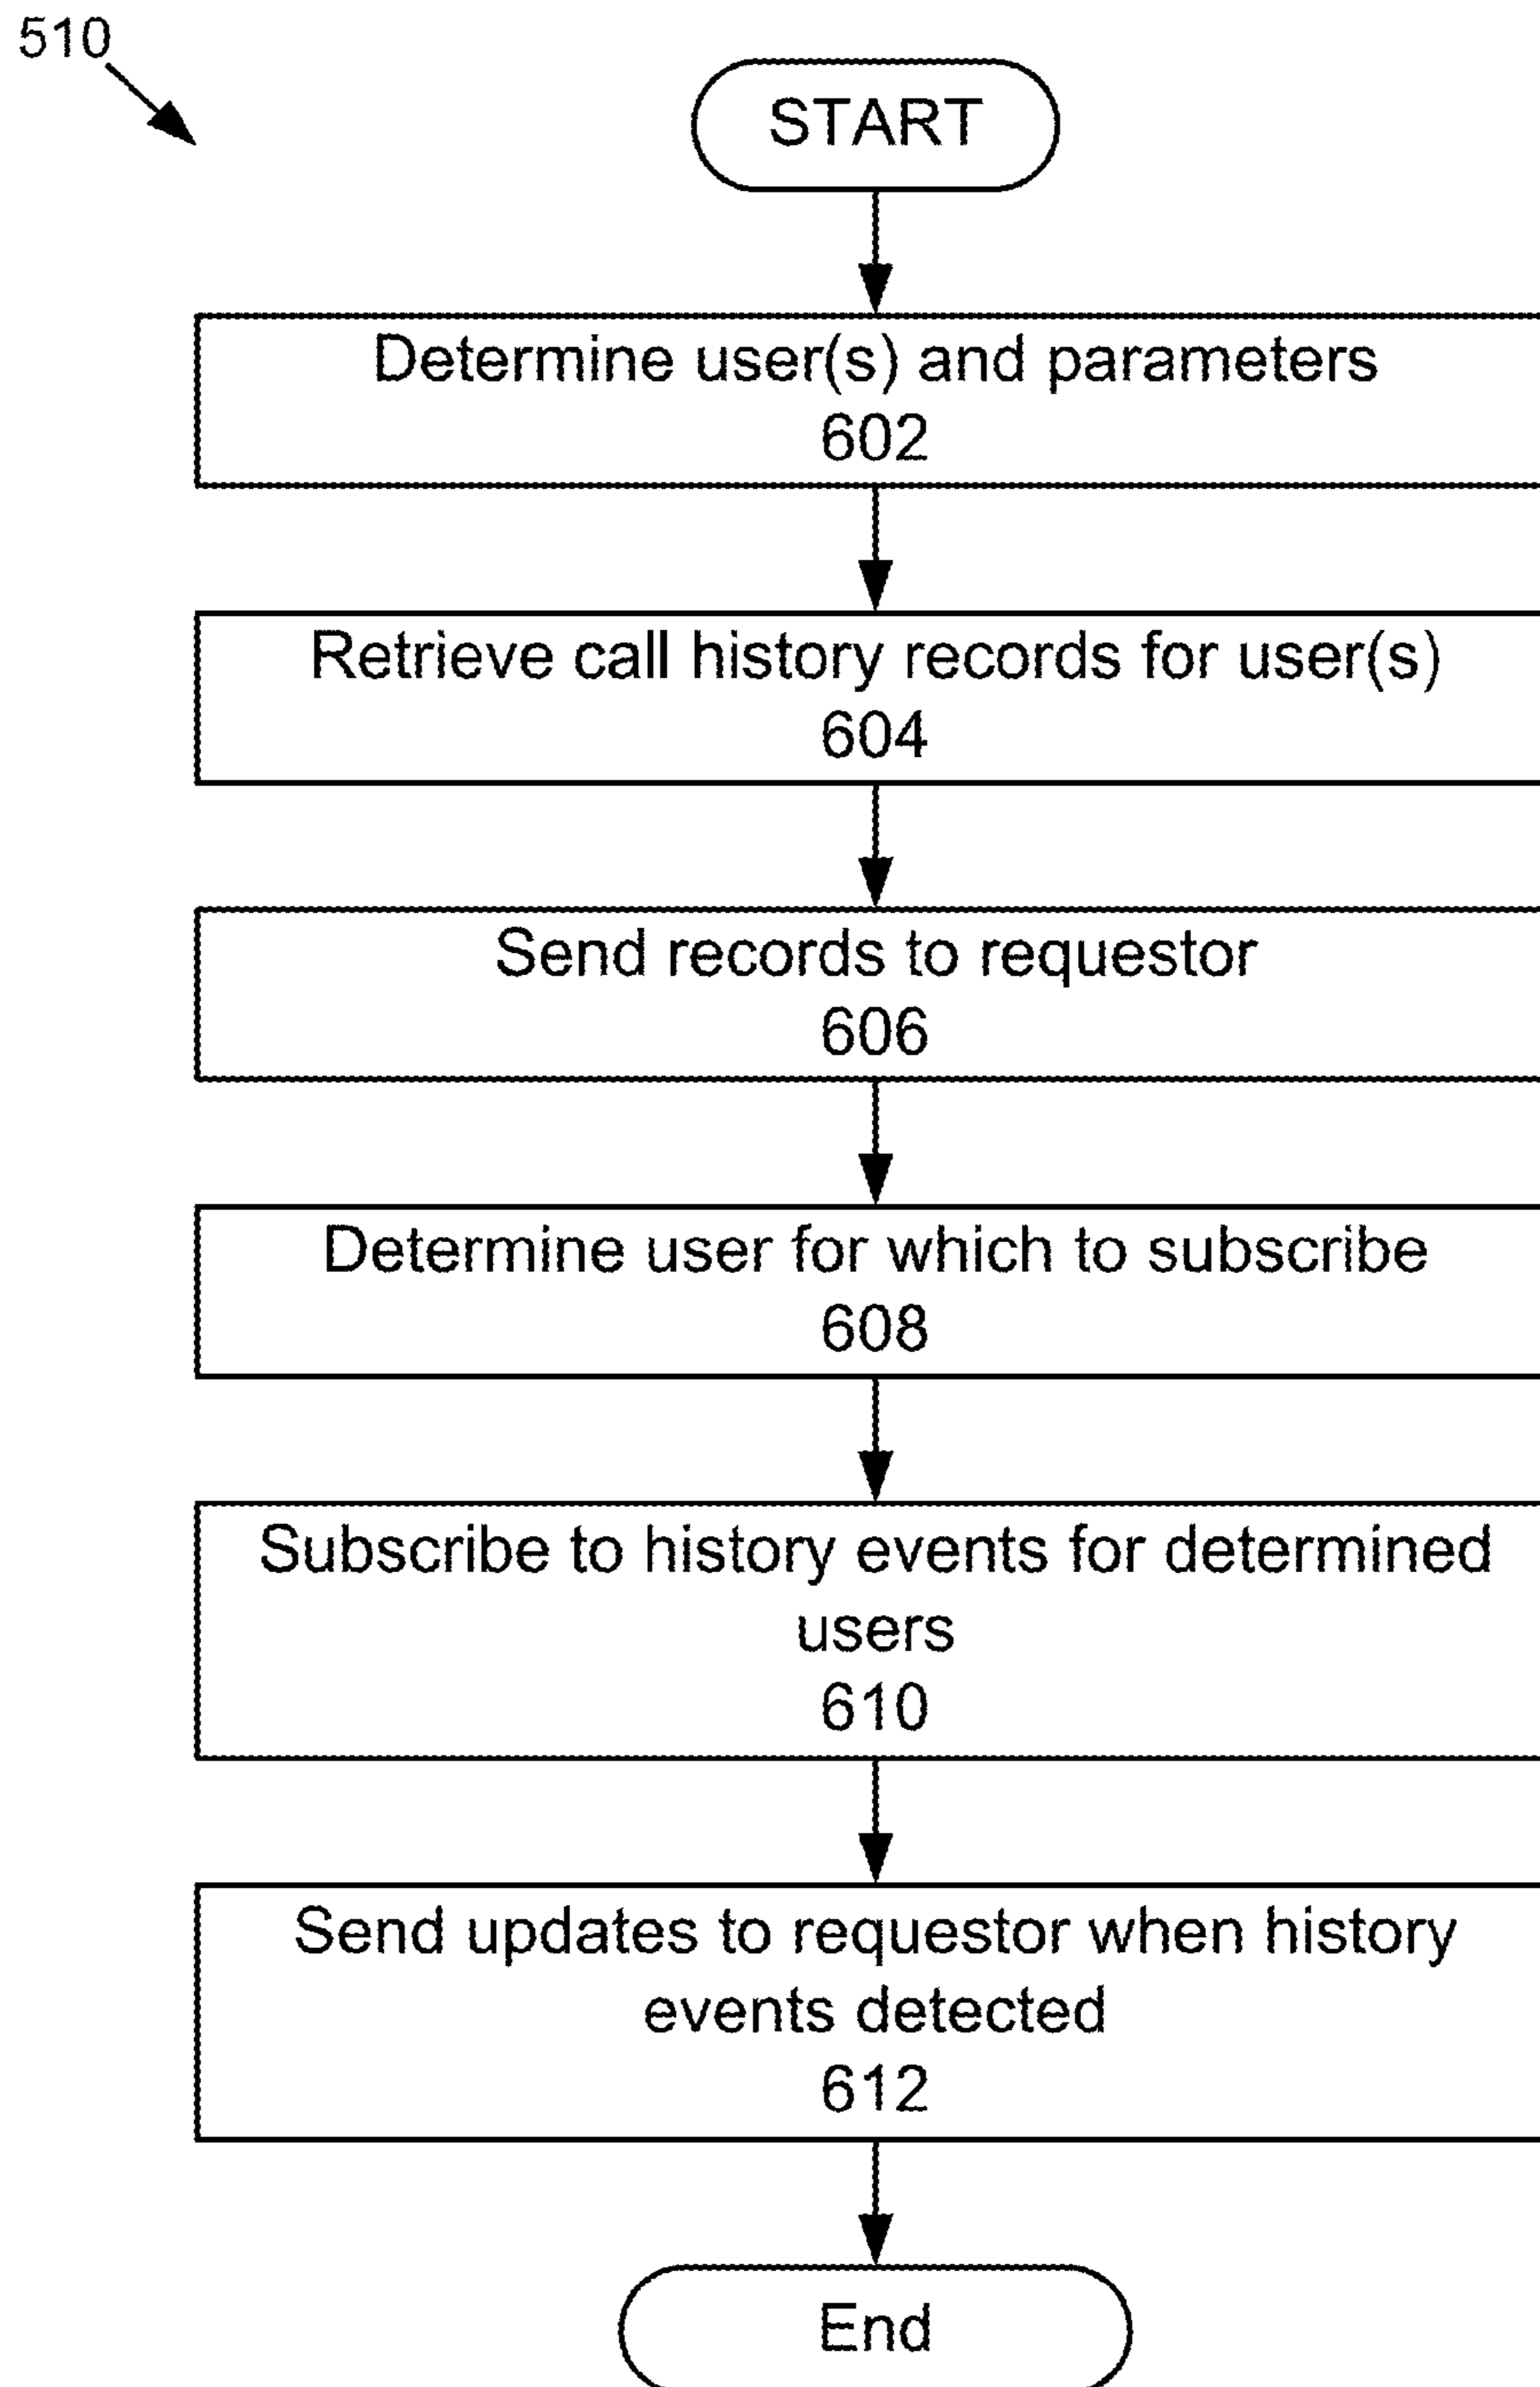 510
START
Determine user(s) and parameters
602
Retrieve call history records for user(s)
604
Send records to requestor
606
Determine user for which to subscribe
608
Subscribe to history events for determined
users
610
Send updates to requestor when history
events detected
612
End